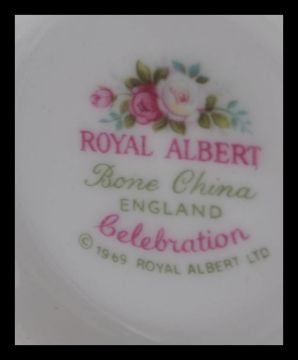 ROYAL ALBERT
Bone China
ENGLAND
Celebration
© 1969 ROYAL ALBERT LTD